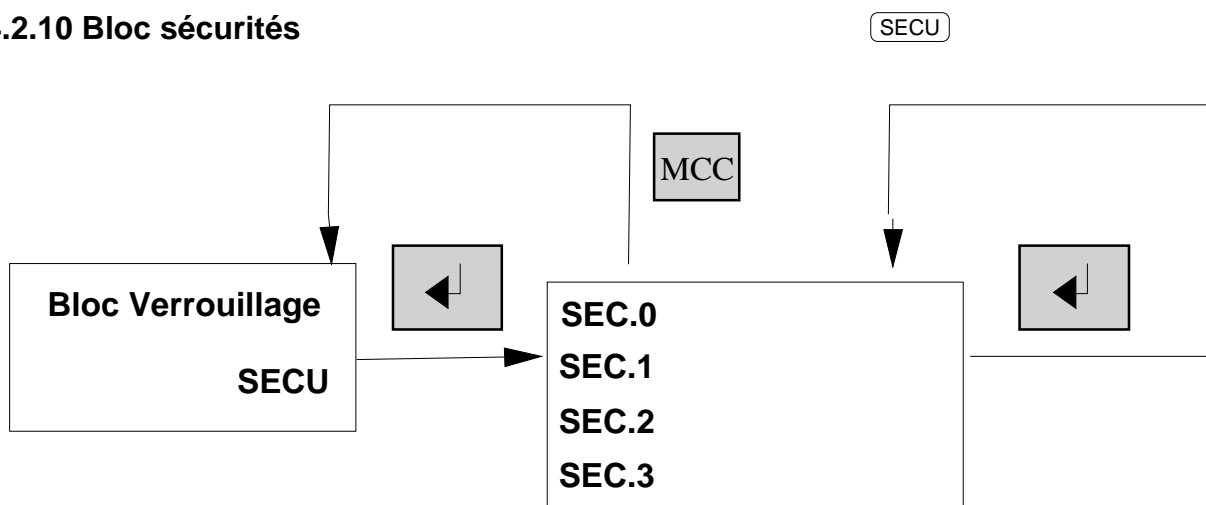 .2.10 Bloc sécurités
SECU
MCC
Bloc Verrouillage
SECU
SEC.0
SEC.1
SEC.2
SEC.3